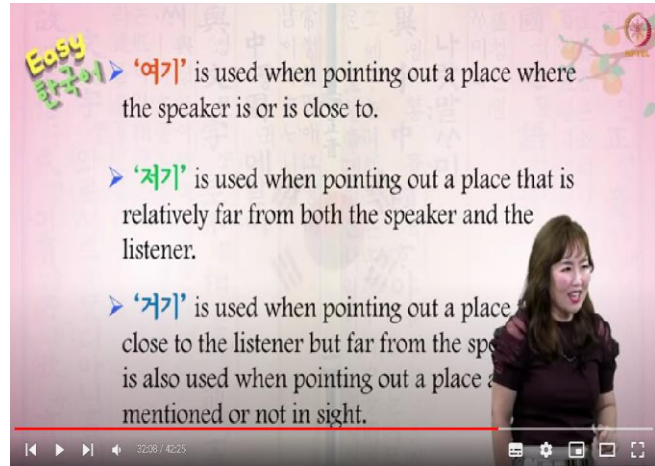 Easy
한국어
NPTEL
➤ ‘여기’ is used when pointing out a place where
the speaker is or is close to.
➤ ‘저기’ is used when pointing out a place that is
relatively far from both the speaker and the
listener.
➤ ‘거기’ is used when pointing out a place
close to the listener but far from the
is also used when pointing out a place
mentioned or not in sight.
32:08 / 42:25